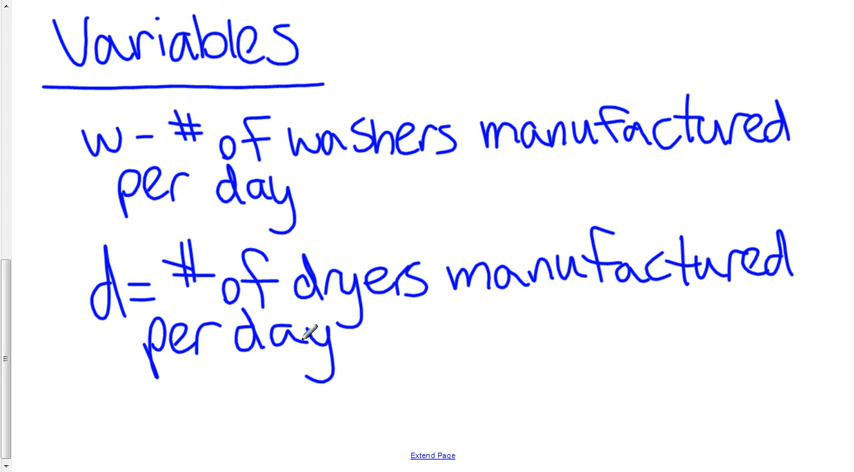 Variables
w - # of washers manufactured
per day
d = # of dryers manufactured
per day
Extend Page